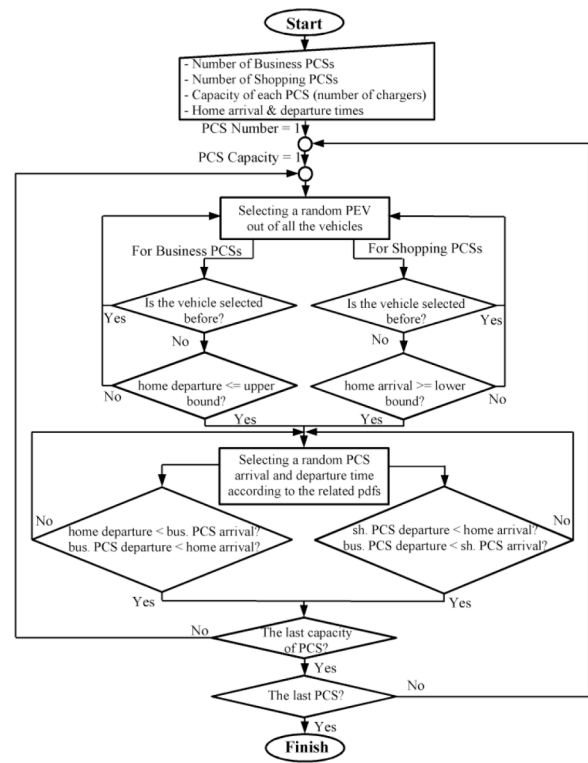 Start
- Number of Business PCSs
- Number of Shopping PCSs
- Capacity of each PCS (number of chargers)
- Home arrival & departure times
PCS Number = 1
PCS Capacity = 1
Selecting a random PEV
out of all the vehicles
For Business PCSs
For Shopping PCSs
Is the vehicle selected
before?
Is the vehicle selected
before?
Yes
Yes
No
No
home departure <= upper
bound?
home arrival >= lower
bound?
No
No
Yes
Yes
Selecting a random PCS
arrival and departure time
according to the related pdfs
No
No
home departure < bus. PCS arrival?
bus. PCS departure < home arrival?
sh. PCS departure < home arrival?
bus. PCS departure < sh. PCS arrival?
Yes
Yes
No
The last capacity
of PCS?
Yes
The last PCS?
No
Yes
Finish